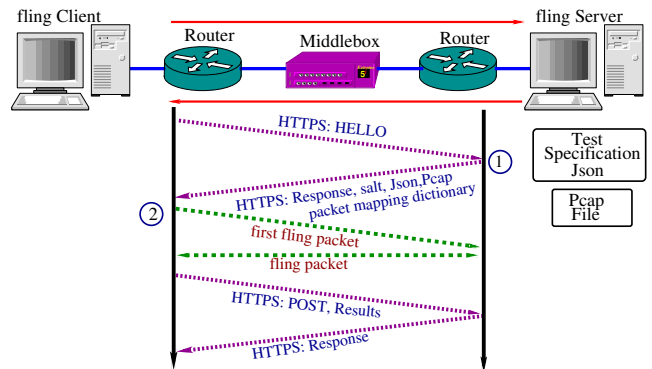 fling Client
fling Server
Router
Middlebox
Router
5
HTTPS: HELLO
1
Test
Specification
Json
HTTPS: Response, salt, Json,Pcap
packet mapping dictionary
2
Pcap
File
first fling packet
fling packet
HTTPS: POST, Results
HTTPS: Response